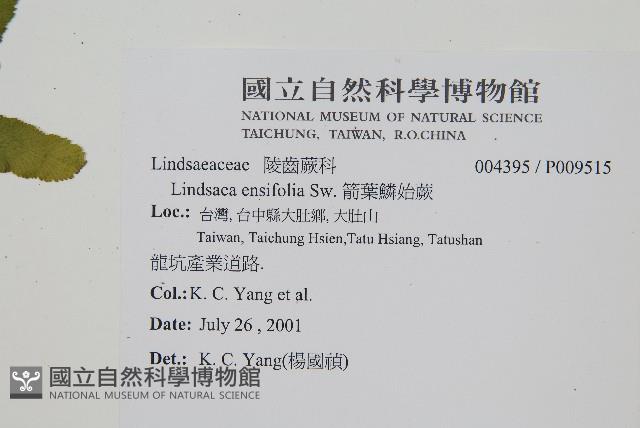 國立自然科學博物館
NATIONAL MUSEUM OF NATURAL SCIENCE
TAICHUNG, TAIWAN, R.O.CHINA
Lindsaeaceae 陵齒蕨科 004395 / P009515
Lindsaea ensifolia Sw. 箭葉鱗始蕨
Loc.: 台灣, 台中縣大肚鄉, 大肚山
Taiwan, Taichung Hsien,Tatu Hsiang, Tatushan
龍坑產業道路.
Col.: K. C. Yang et al.
Date: July 26 , 2001
Det.: K. C. Yang(楊國禎)
國立自然科學博物館
NATIONAL MUSEUM OF NATURAL SCIENCE